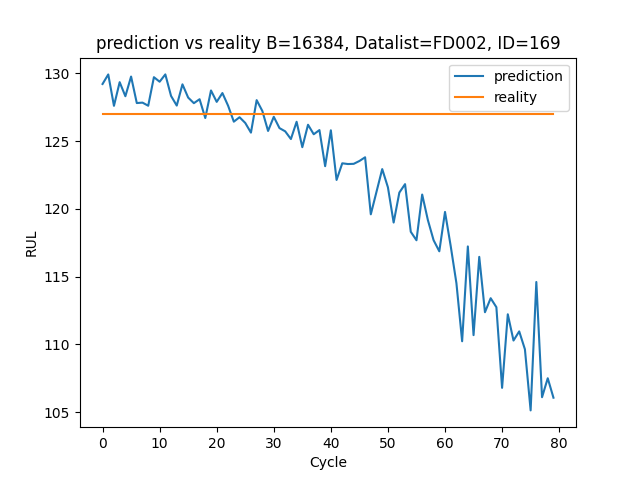 prediction vs reality B=16384, Datalist=FD002, ID=169
prediction
reality
RUL
130
125
120
115
110
105
0 10 20 30 40 50 60 70 80
Cycle